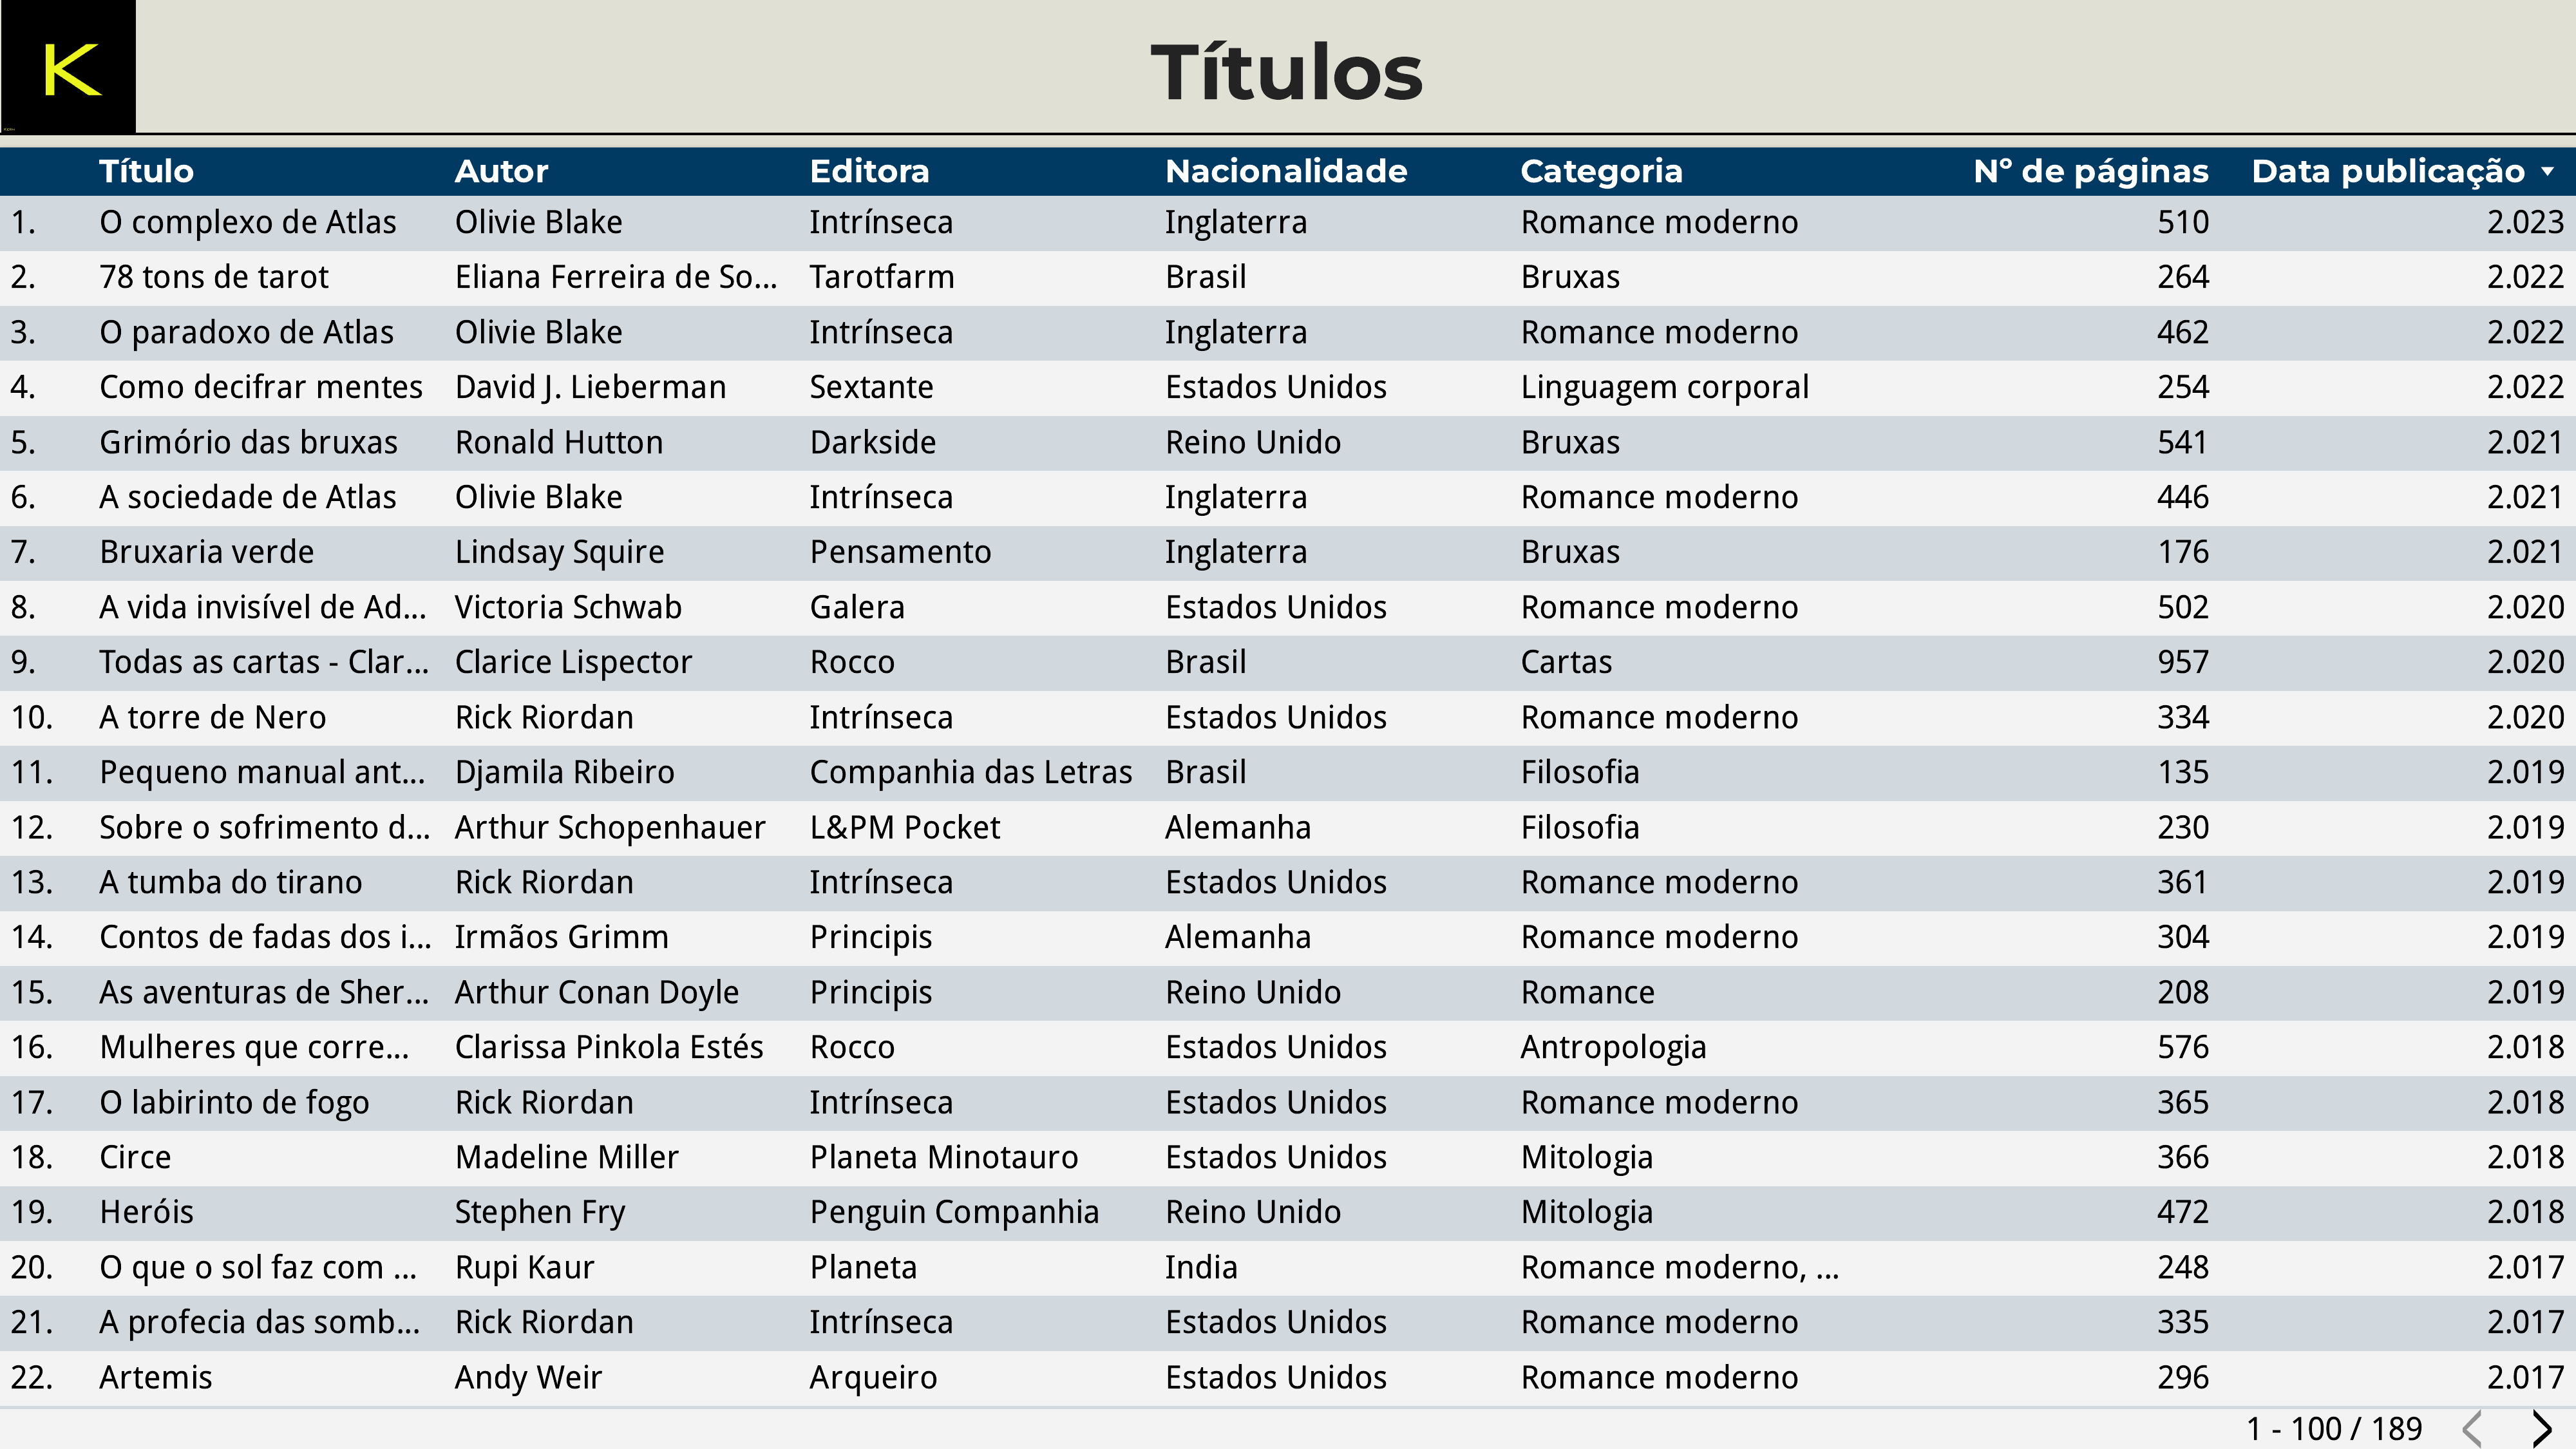 K
Títulos
Título Autor Editora Nacionalidade Categoria Nº de páginas Data publicação
1. O complexo de Atlas Olivie Blake Intrínseca Inglaterra Romance moderno 510 2.023
2. 78 tons de tarot Eliana Ferreira de So... Tarotfarm Brasil Bruxas 264 2.022
3. O paradoxo de Atlas Olivie Blake Intrínseca Inglaterra Romance moderno 462 2.022
4. Como decifrar mentes David J. Lieberman Sextante Estados Unidos Linguagem corporal 254 2.022
5. Grimório das bruxas Ronald Hutton Darkside Reino Unido Bruxas 541 2.021
6. A sociedade de Atlas Olivie Blake Intrínseca Inglaterra Romance moderno 446 2.021
7. Bruxaria verde Lindsay Squire Pensamento Inglaterra Bruxas 176 2.021
8. A vida invisível de Ad... Victoria Schwab Galera Estados Unidos Romance moderno 502 2.020
9. Todas as cartas - Clar... Clarice Lispector Rocco Brasil Cartas 957 2.020
10. A torre de Nero Rick Riordan Intrínseca Estados Unidos Romance moderno 334 2.020
11. Pequeno manual ant... Djamila Ribeiro Companhia das Letras Brasil Filosofia 135 2.019
12. Sobre o sofrimento d... Arthur Schopenhauer L&PM Pocket Alemanha Filosofia 230 2.019
13. A tumba do tirano Rick Riordan Intrínseca Estados Unidos Romance moderno 361 2.019
14. Contos de fadas dos i... Irmãos Grimm Principis Alemanha Romance moderno 304 2.019
15. As aventuras de Sher... Arthur Conan Doyle Principis Reino Unido Romance 208 2.019
16. Mulheres que corre... Clarissa Pinkola Estés Rocco Estados Unidos Antropologia 576 2.018
17. O labirinto de fogo Rick Riordan Intrínseca Estados Unidos Romance moderno 365 2.018
18. Circe Madeline Miller Planeta Minotauro Estados Unidos Mitologia 366 2.018
19. Heróis Stephen Fry Penguin Companhia Reino Unido Mitologia 472 2.018
20. O que o sol faz com ... Rupi Kaur Planeta India Romance moderno, ... 248 2.017
21. A profecia das somb... Rick Riordan Intrínseca Estados Unidos Romance moderno 335 2.017
22. Artemis Andy Weir Arqueiro Estados Unidos Romance moderno 296 2.017
1 - 100 / 189